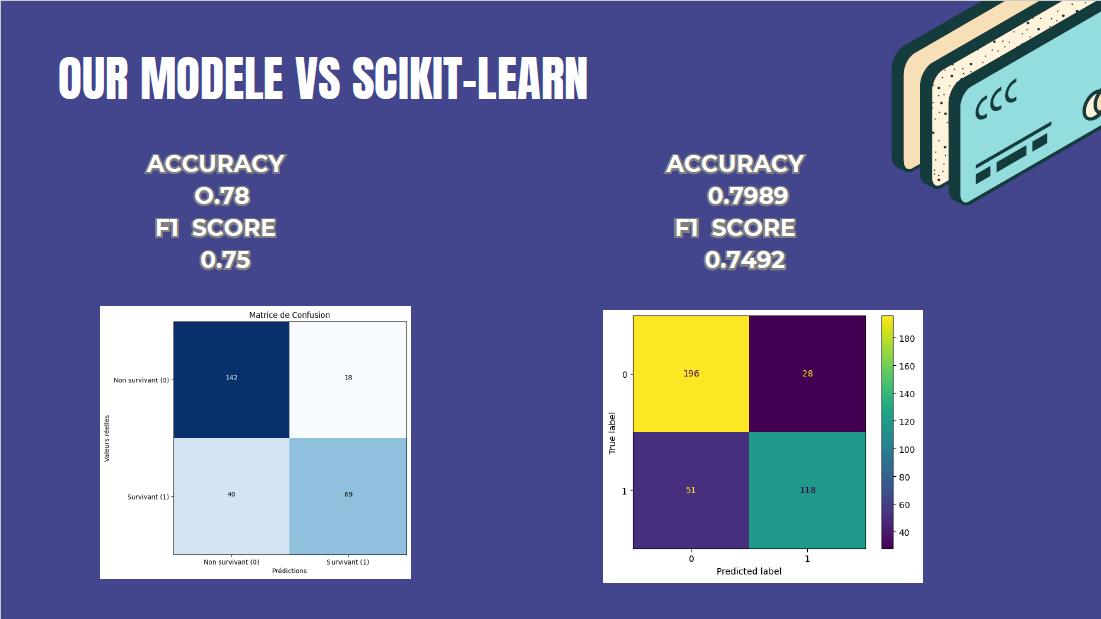 OUR MODELE VS SCIKIT-LEARN
ACCURACY
O.78
F1 SCORE
0.75
ACCURACY
0.7989
F1 SCORE
0.7492
Matrice de Confusion
Non survivant (0)
142
18
Valeurs réelles
Survivant (1)
40
69
Non survivant (0)
Survivant (1)
Prédictions
0
196
28
True label
1
51
118
0
1
Predicted label
180
160
140
120
100
80
60
40